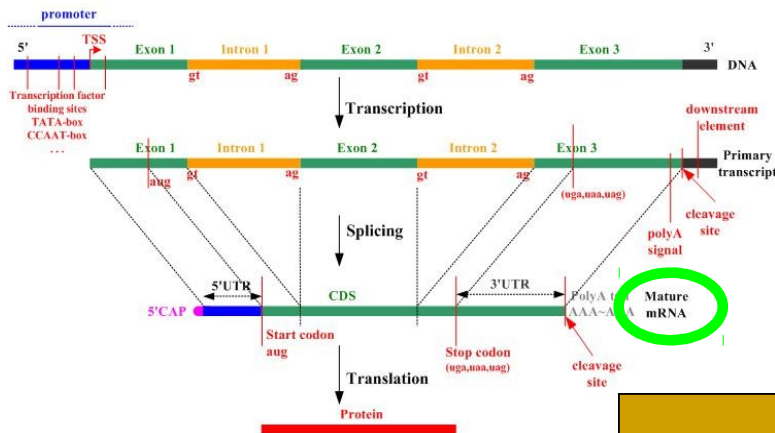 promoter
5'
TSS
Exon 1
Intron 1
Exon 2
Intron 2
Exon 3
3'
gt
ag
gt
ag
DNA
Transcription factor
binding sites
TATA-box
CCAAT-box
. . .
Transcription
downstream
element
Exon 1
Intron 1
Exon 2
Intron 2
Exon 3
Primary
transcript
aug
gt
ag
gt
ag
(uga,uaa,uag)
polyA
signal
cleavage
site
Splicing
5'UTR
CDS
3'UTR
5'CAP
PolyA
Mature
mRNA
Start codon
aug
Stop codon
(uga,uaa,uag)
cleavage
site
Translation
Protein